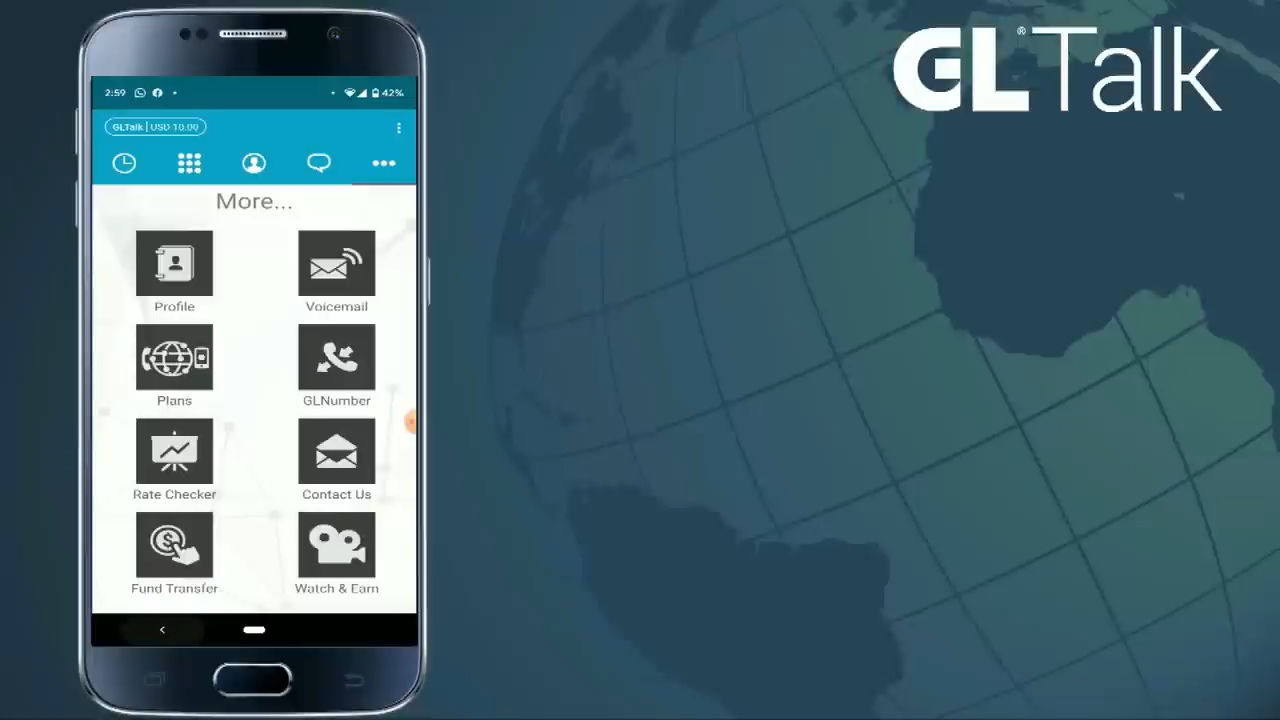 GLTalk®
2:59 42%
GLTalk | USD 10.00
More...
Profile Voicemail
Plans GLNumber
Rate Checker Contact Us
Fund Transfer Watch & Earn